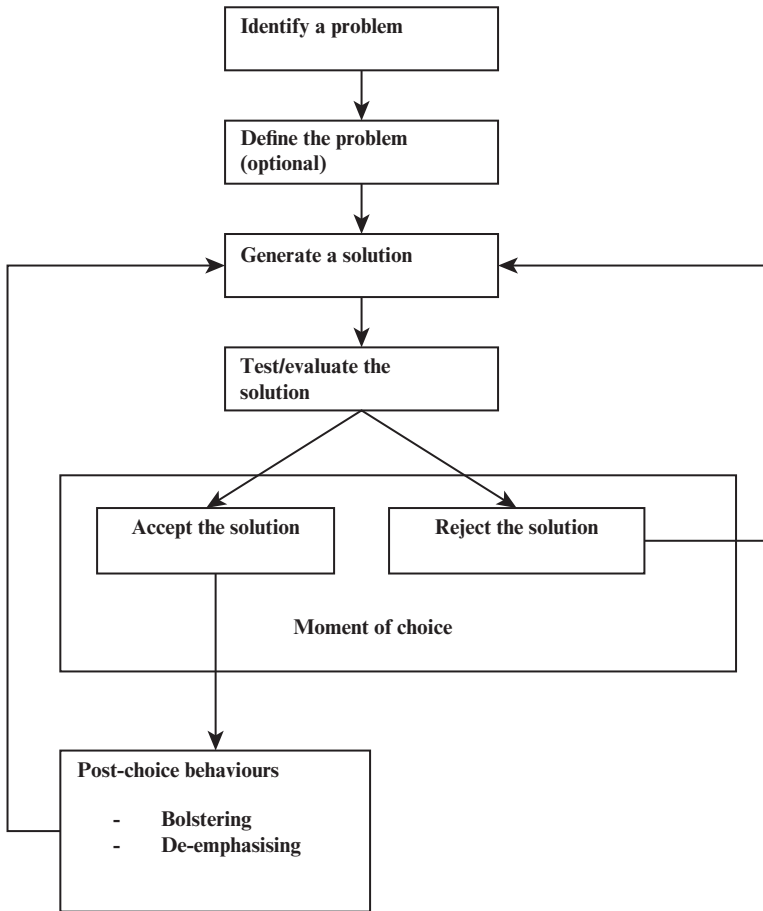 Identify a problem
Define the problem
(optional)
Generate a solution
Test/evaluate the
solution
Accept the solution
Reject the solution
Moment of choice
Post-choice behaviours
- Bolstering
- De-emphasising